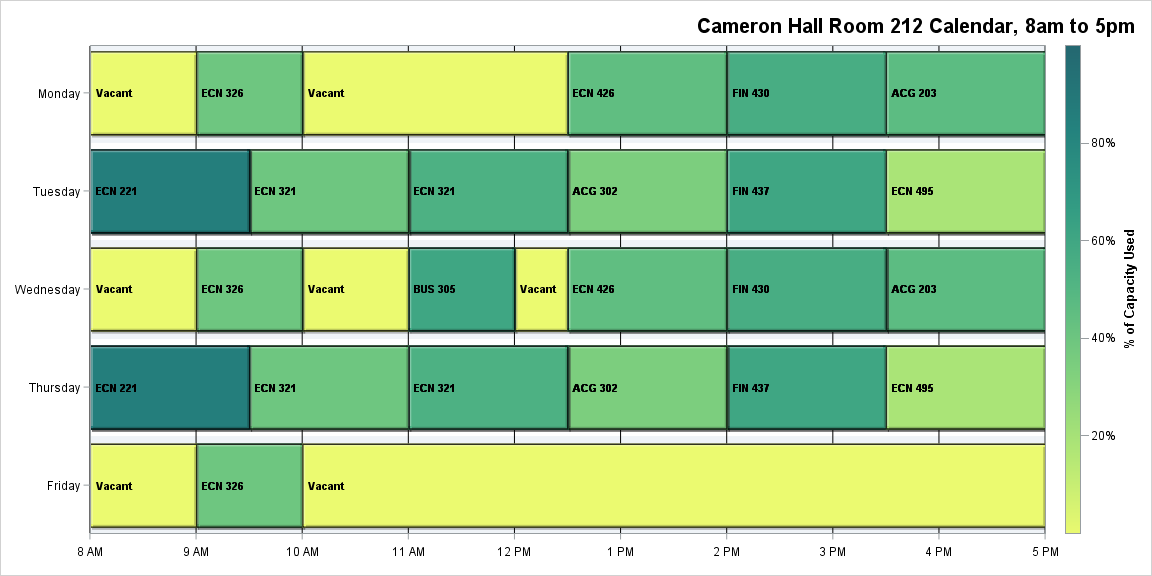 Cameron Hall Room 212 Calendar, 8am to 5pm
Monday
Vacant
ECN 326
Vacant
ECN 426
FIN 430
ACG 203
Tuesday
ECN 221
ECN 321
ECN 321
ACG 302
FIN 437
ECN 495
Wednesday
Vacant
ECN 326
Vacant
BUS 305
Vacant
ECN 426
FIN 430
ACG 203
Thursday
ECN 221
ECN 321
ECN 321
ACG 302
FIN 437
ECN 495
Friday
Vacant
ECN 326
Vacant
8 AM
9 AM
10 AM
11 AM
12 PM
1 PM
2 PM
3 PM
4 PM
5 PM
80%
60%
40%
20%
% of Capacity Used